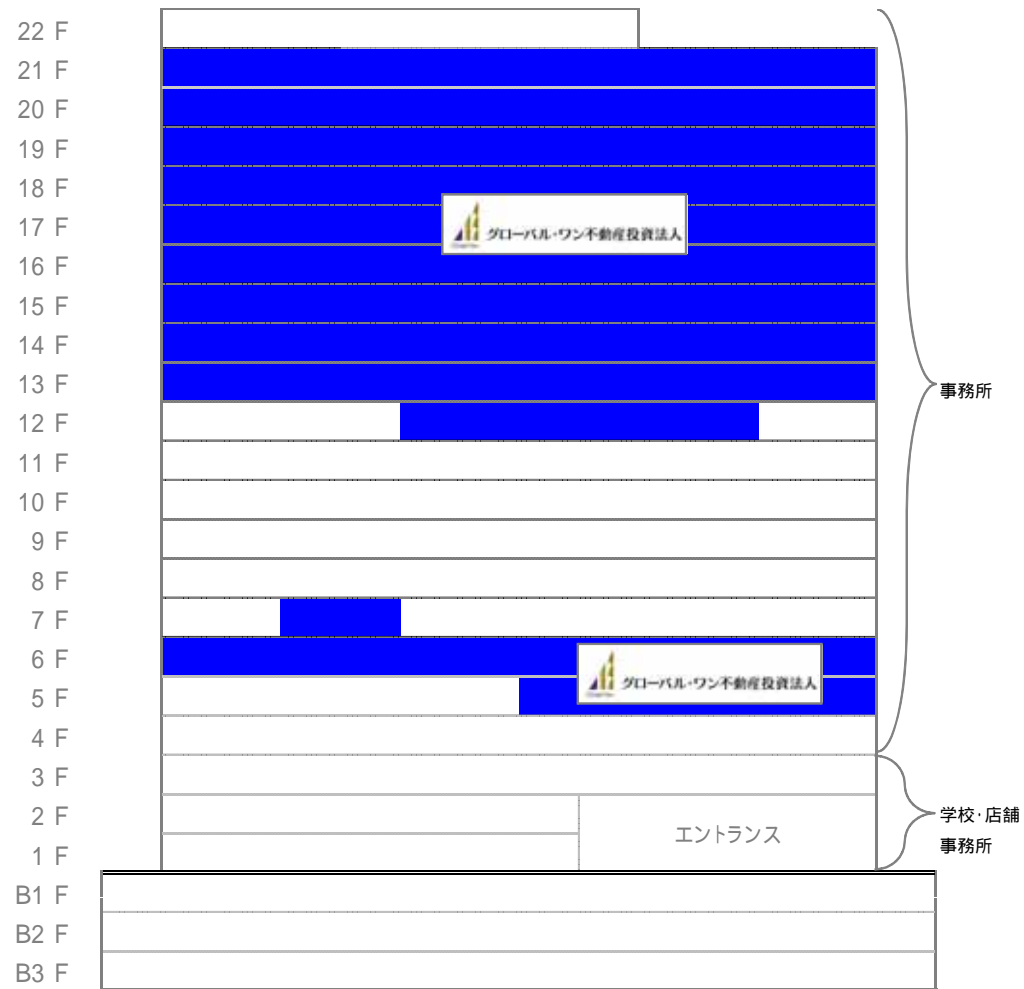 22 F
21 F
20 F
19 F
18 F
17 F
グローバル・ワン不動産投資法人
16 F
15 F
14 F
13 F
事務所
12 F
11 F
10 F
9 F
8 F
7 F
6 F
グローバル・ワン不動産投資法人
5 F
4 F
3 F
2 F
学校・店舗
事務所
エントランス
1 F
B1 F
B2 F
B3 F